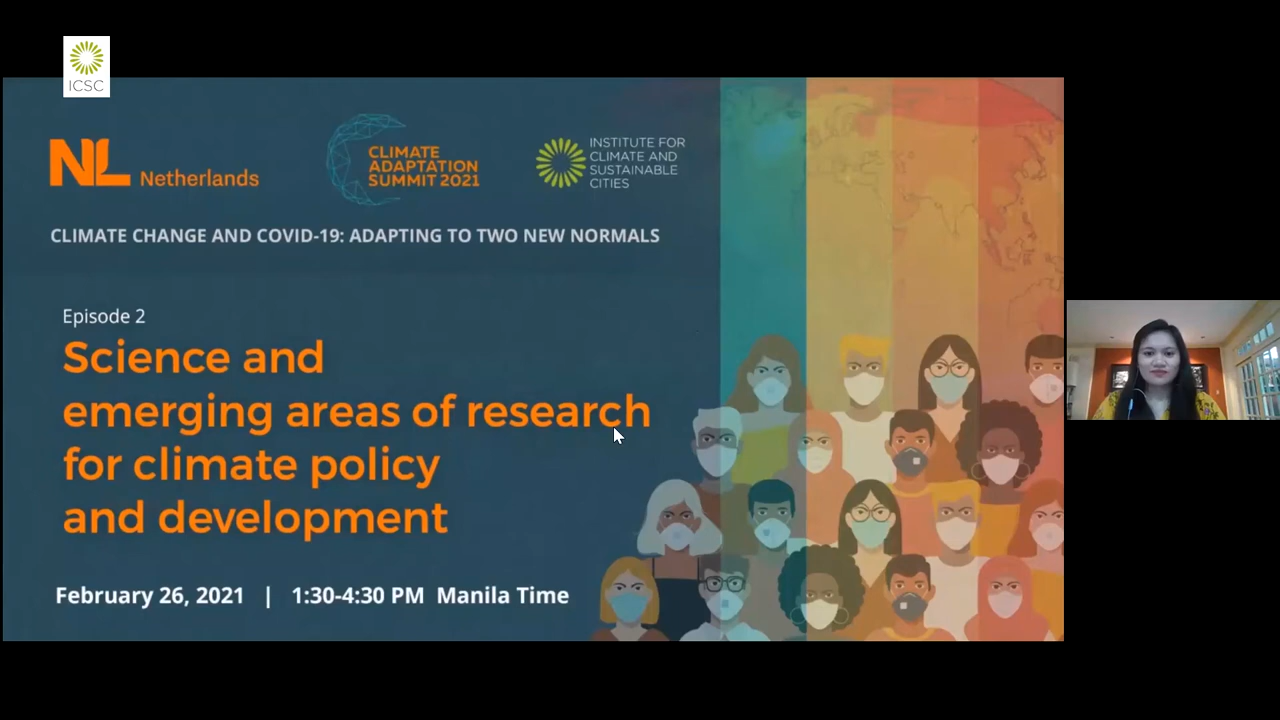 ICSC
NL Netherlands
CLIMATE
ADAPTATION
SUMMIT 2021
INSTITUTE FOR
CLIMATE AND
SUSTAINABLE
CITIES
CLIMATE CHANGE AND COVID-19: ADAPTING TO TWO NEW NORMALS
Episode 2
Science and
emerging areas of research
for climate policy
and development
February 26, 2021 | 1:30-4:30 PM Manila Time